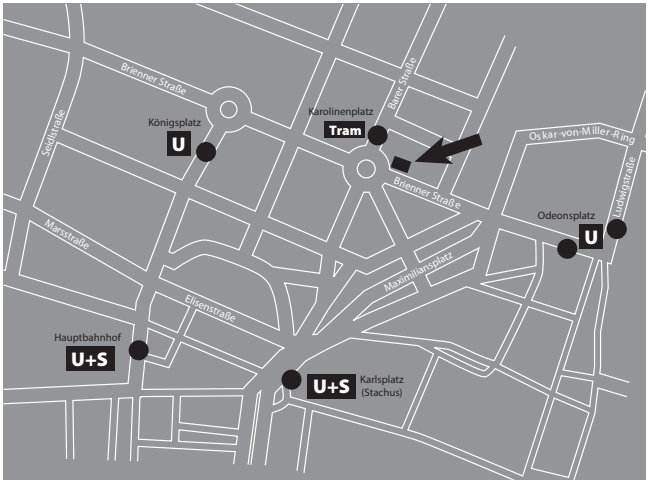 Brienner Straße
Seidlstraße
Königsplatz
U
Karolinenplatz
Tram
Barer Straße
Oskar-von-Miller-Ring
Ludwigstraße
Brienner Straße
Odeonsplatz
U
Marsstraße
Maximiliansplatz
Elisenstraße
Hauptbahnhof
U+S
U+S
Karlsplatz
(Stachus)